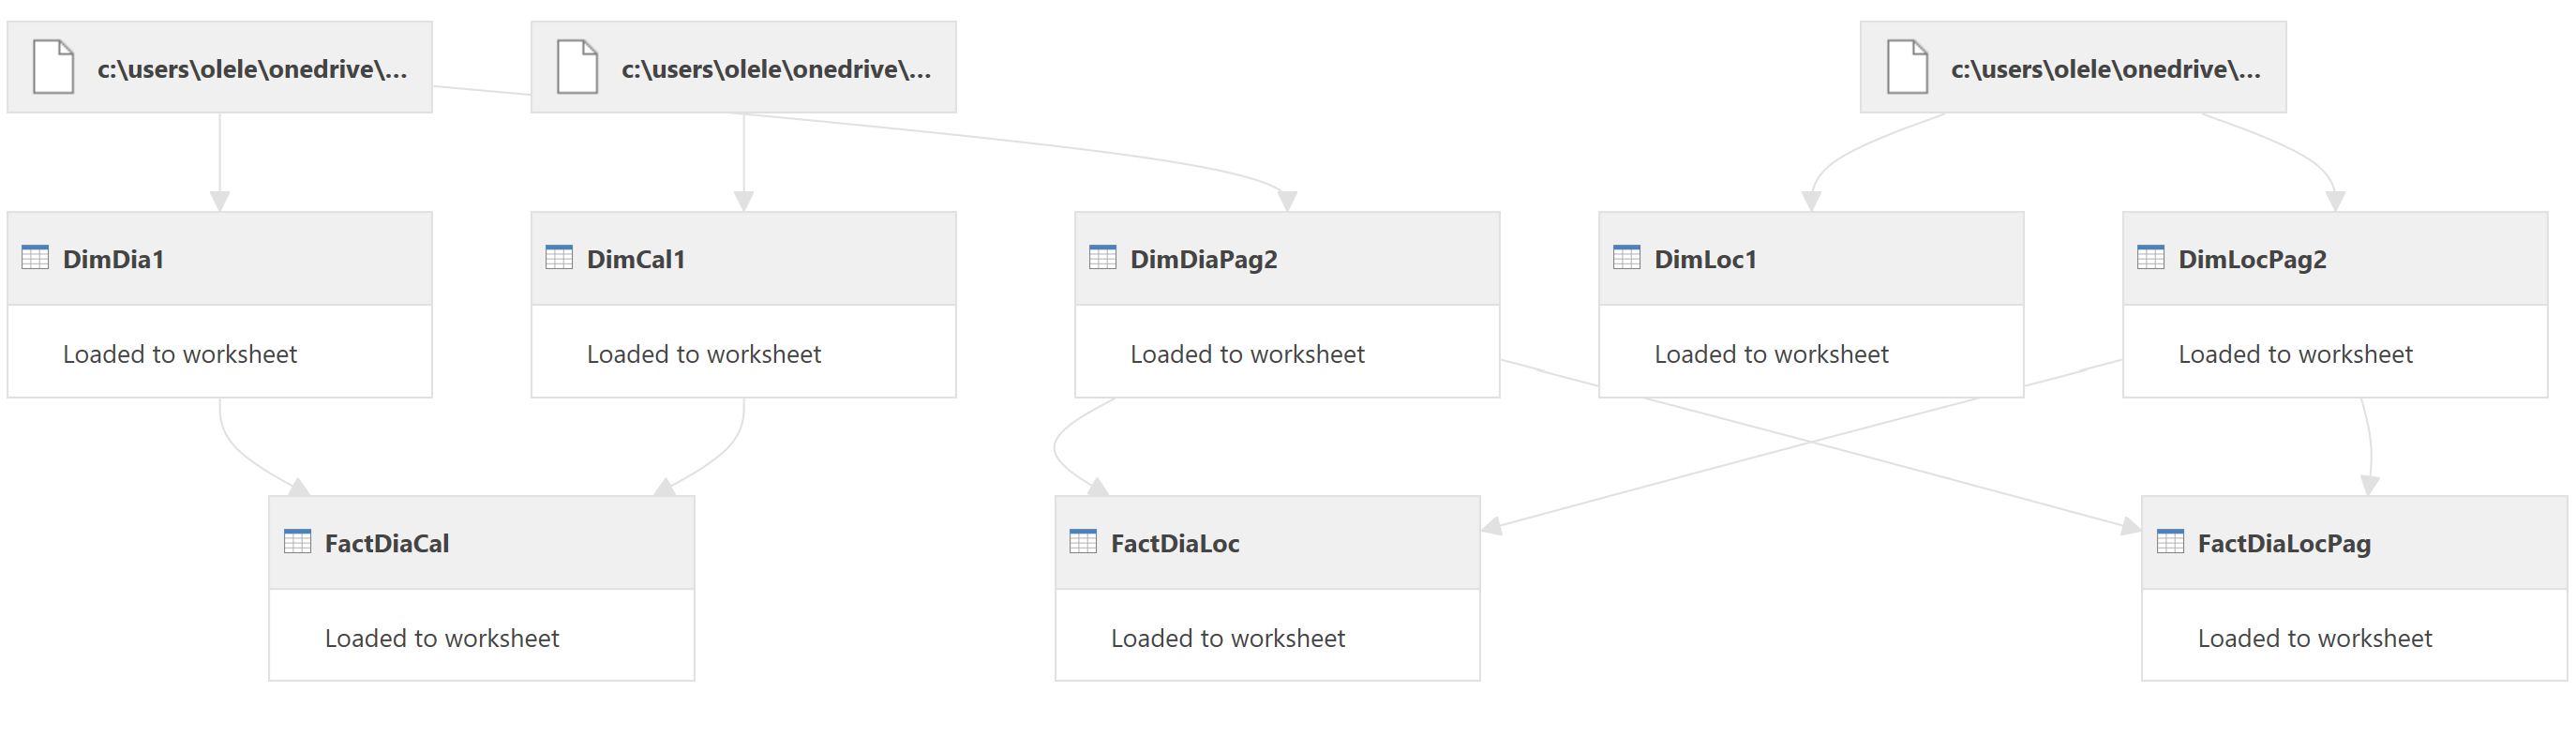 c:\users\olele\onedrive\...
c:\users\olele\onedrive\...
c:\users\olele\onedrive\...
DimDia1
Loaded to worksheet
DimCal1
Loaded to worksheet
DimDiaPag2
Loaded to worksheet
DimLoc1
Loaded to worksheet
DimLocPag2
Loaded to worksheet
FactDiaCal
Loaded to worksheet
FactDiaLoc
Loaded to worksheet
FactDiaLocPag
Loaded to worksheet